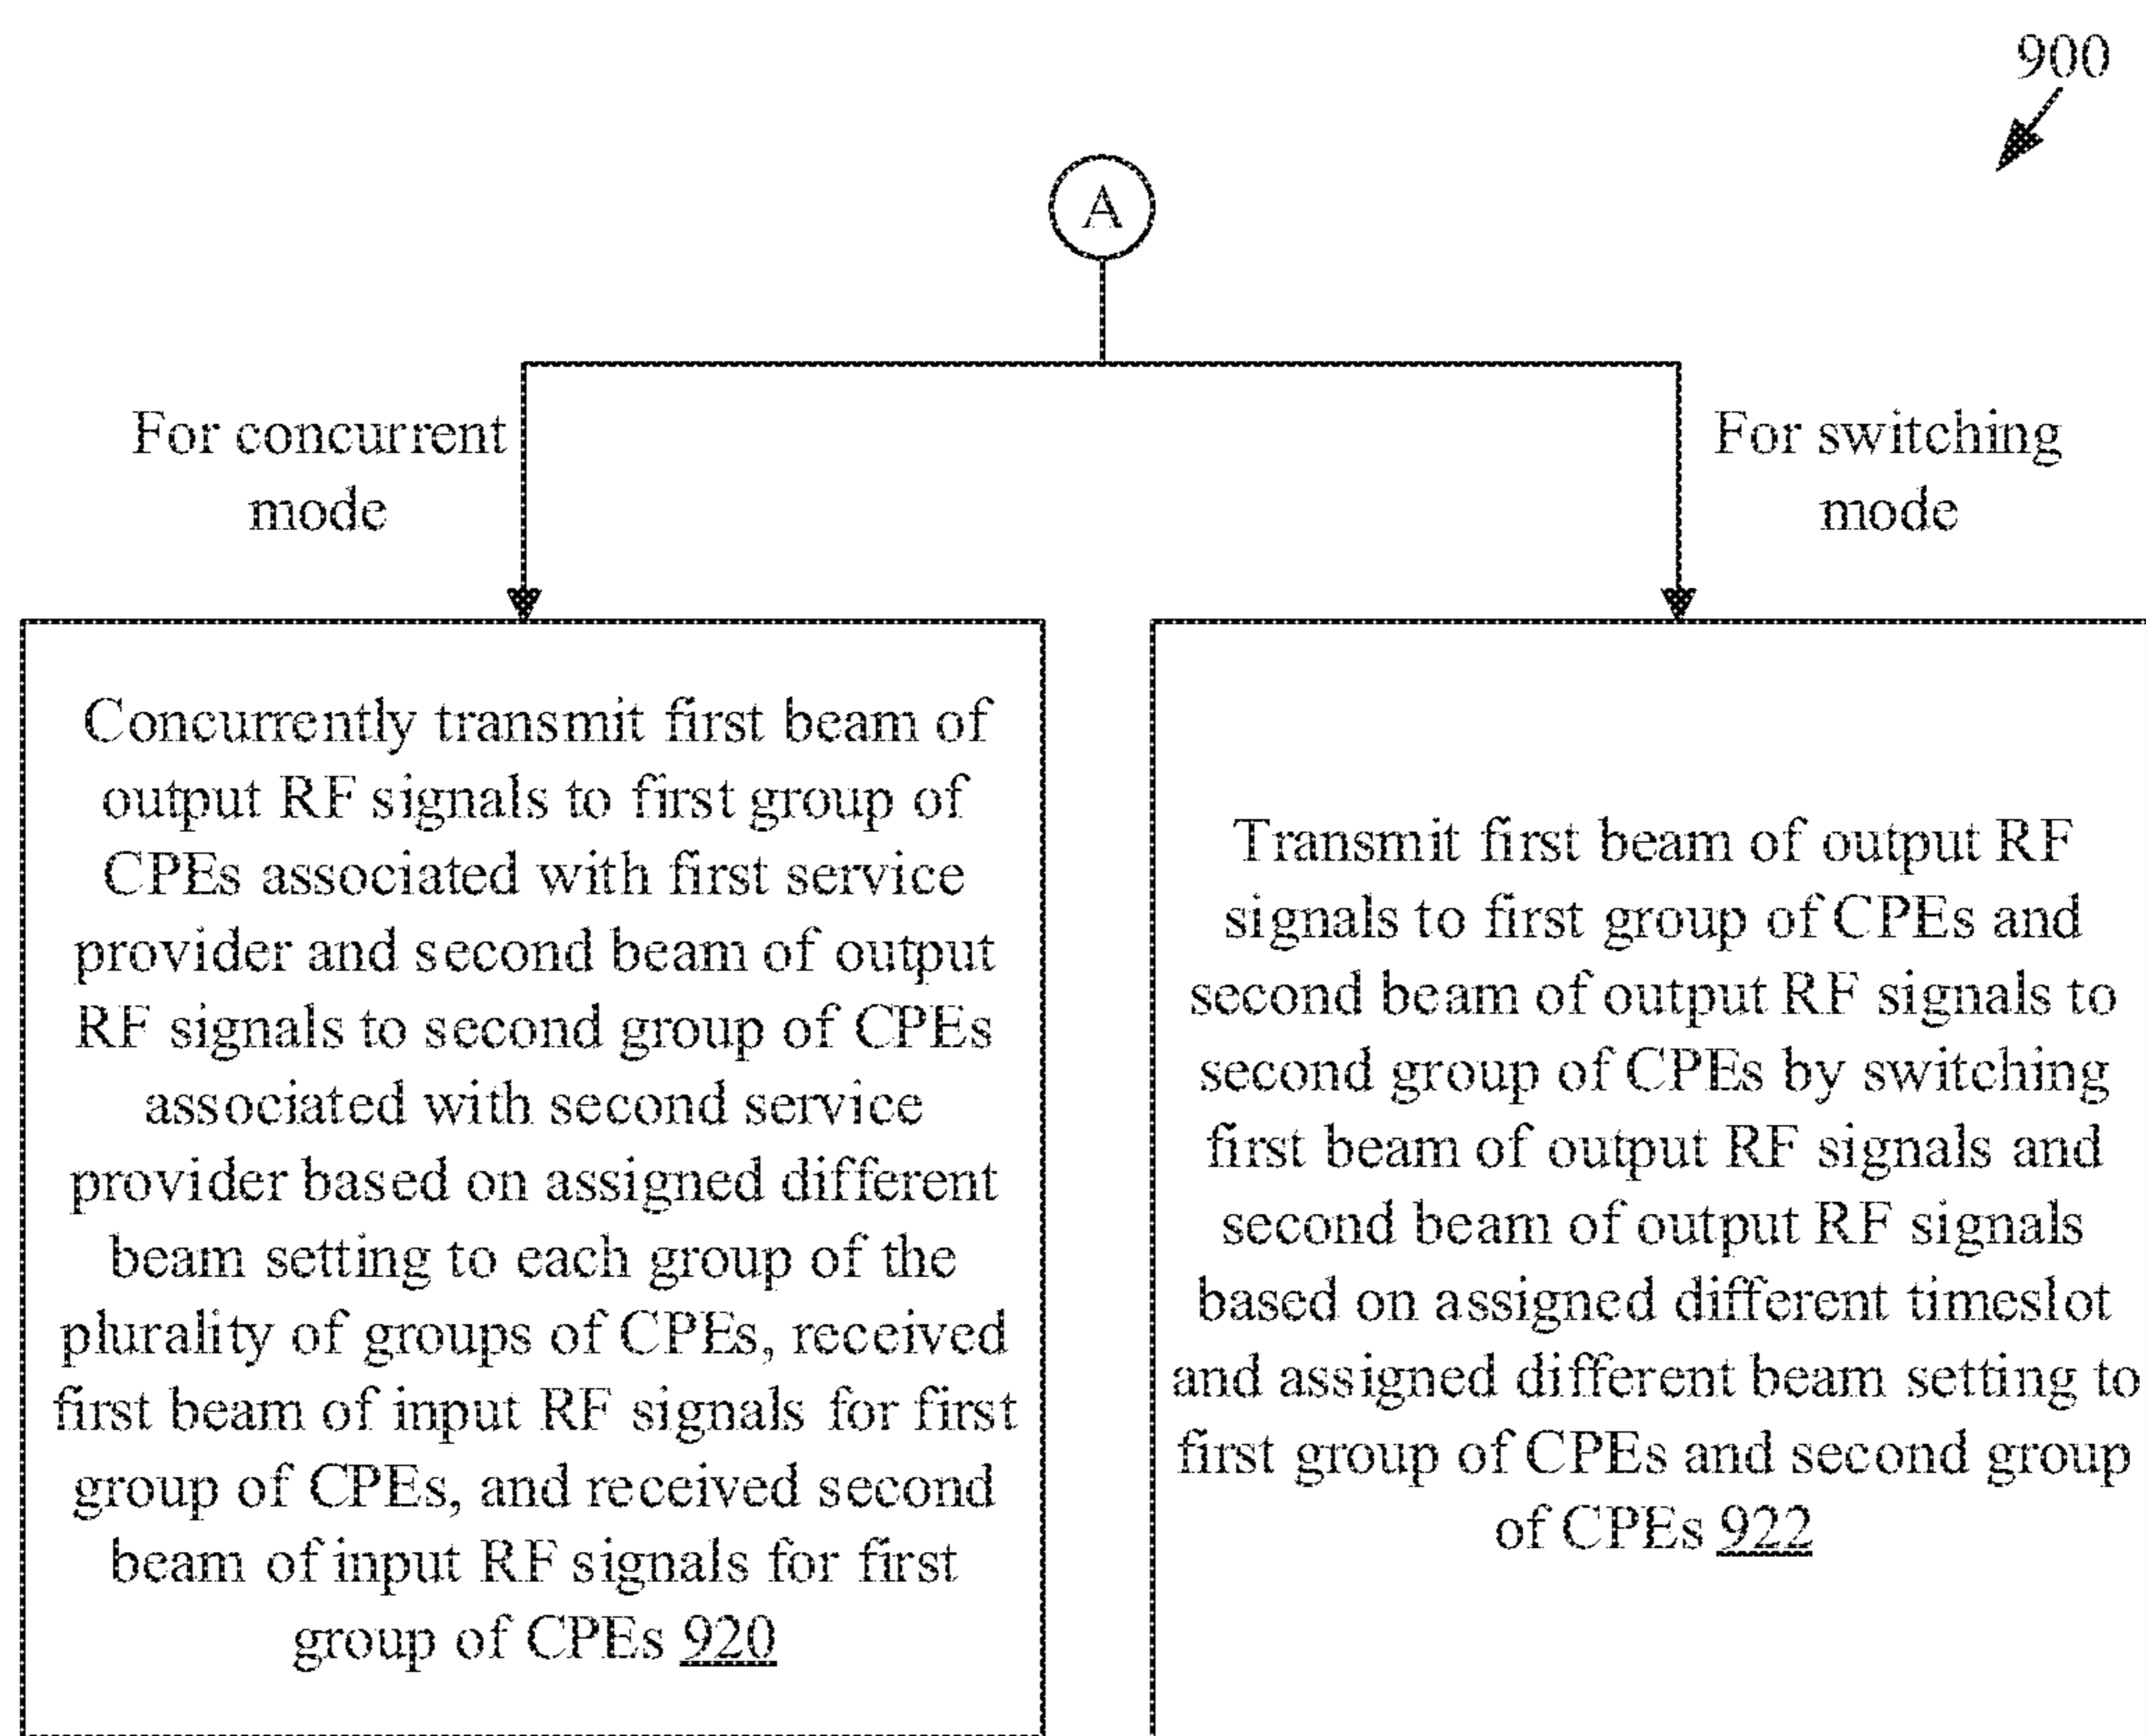 900
A
For concurrent
mode
For switching
mode
Concurrently transmit first beam of
output RF signals to first group of
CPEs associated with first service
provider and second beam of output
RF signals to second group of CPEs
associated with second service
provider based on assigned different
beam setting to each group of the
plurality of groups of CPEs, received
first beam of input RF signals for first
group of CPEs, and received second
beam of input RF signals for first
group of CPEs 920
Transmit first beam of output RF
signals to first group of CPEs and
second beam of output RF signals to
second group of CPEs by switching
first beam of output RF signals and
second beam of output RF signals
based on assigned different timeslot
and assigned different beam setting to
first group of CPEs and second group
of CPEs 922